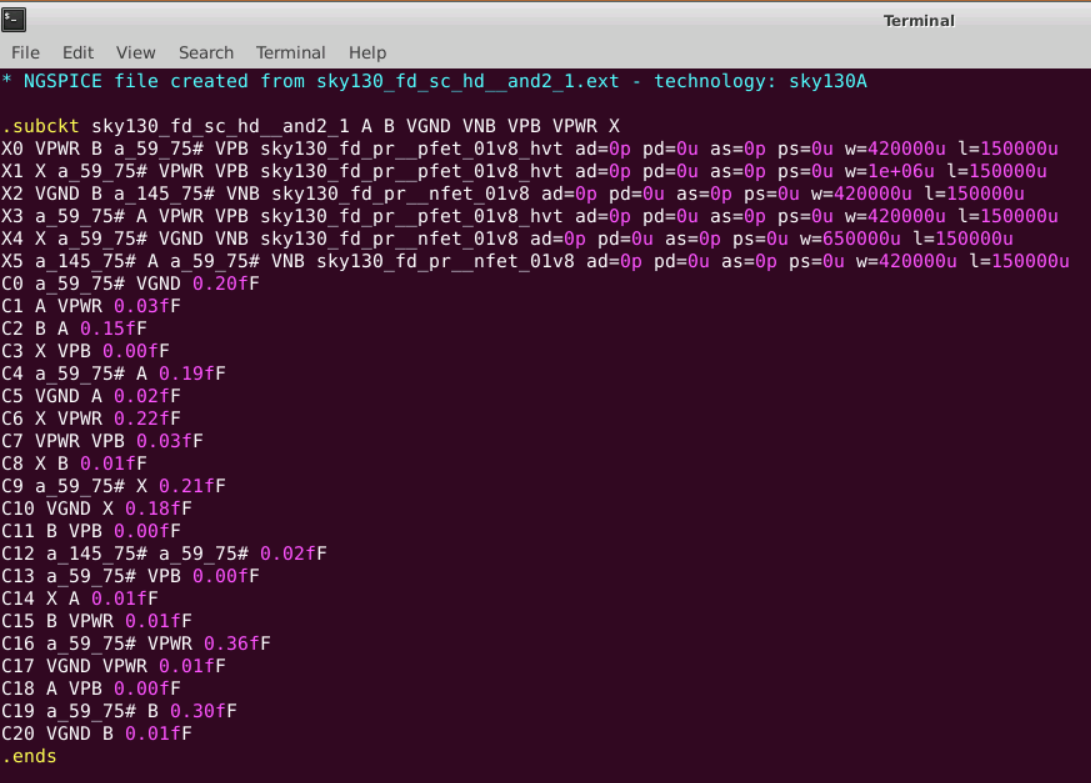 Terminal
File Edit View Search Terminal Help
* NGSPICE file created from sky130_fd_sc_hd__and2_1.ext - technology: sky130A
.subckt sky130_fd_sc_hd__and2_1 A B VGND VNB VPB VPWR X
X0 VPWR B a_59_75# VPB sky130_fd_pr__pfet_01v8_hvt ad=0p pd=0u as=0p ps=0u w=420000u l=150000u
X1 X a_59_75# VPWR VPB sky130_fd_pr__pfet_01v8_hvt ad=0p pd=0u as=0p ps=0u w=1e+06u l=150000u
X2 VGND B a_145_75# VNB sky130_fd_pr__nfet_01v8 ad=0p pd=0u as=0p ps=0u w=420000u l=150000u
X3 a_59_75# A VPWR VPB sky130_fd_pr__pfet_01v8_hvt ad=0p pd=0u as=0p ps=0u w=420000u l=150000u
X4 X a_59_75# VGND VNB sky130_fd_pr__nfet_01v8 ad=0p pd=0u as=0p ps=0u w=650000u l=150000u
X5 a_145_75# A a_59_75# VNB sky130_fd_pr__nfet_01v8 ad=0p pd=0u as=0p ps=0u w=420000u l=150000u
C0 a_59_75# VGND 0.20fF
C1 A VPWR 0.03fF
C2 B A 0.15fF
C3 X VPB 0.00fF
C4 a_59_75# A 0.19fF
C5 VGND A 0.02fF
C6 X VPWR 0.22fF
C7 VPWR VPB 0.03fF
C8 X B 0.01fF
C9 a_59_75# X 0.21fF
C10 VGND X 0.18fF
C11 B VPB 0.00fF
C12 a_145_75# a_59_75# 0.02fF
C13 a_59_75# VPB 0.00fF
C14 X A 0.01fF
C15 B VPWR 0.01fF
C16 a_59_75# VPWR 0.36fF
C17 VGND VPWR 0.01fF
C18 A VPB 0.00fF
C19 a_59_75# B 0.30fF
C20 VGND B 0.01fF
.ends